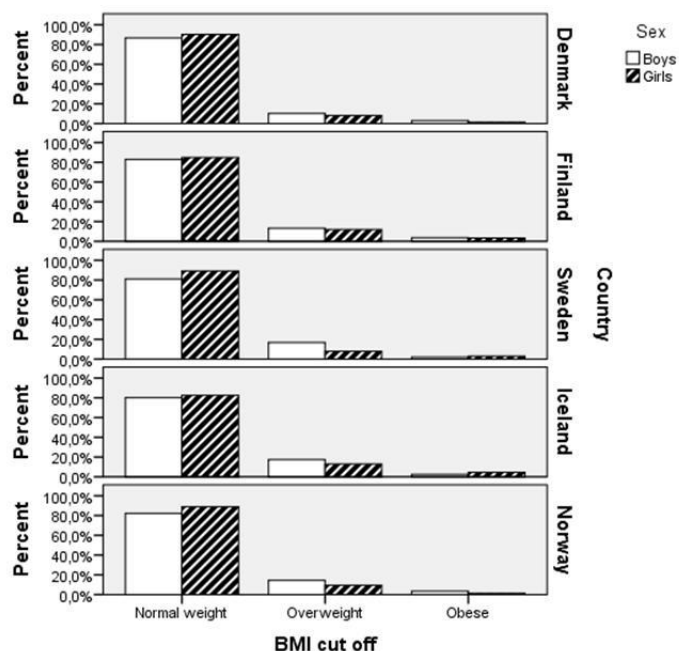 Percent
100,0%
80,0%
60,0%
40,0%
20,0%
0,0%
Denmark
Sex
Boys
Girls
Percent
100,0%
80,0%
60,0%
40,0%
20,0%
0,0%
Finland
Percent
100,0%
80,0%
60,0%
40,0%
20,0%
0,0%
Sweden
Country
Percent
100,0%
80,0%
60,0%
40,0%
20,0%
0,0%
Iceland
Percent
100,0%
80,0%
60,0%
40,0%
20,0%
0,0%
Norway
Normal weight
Overweight
Obese
BMI cut off